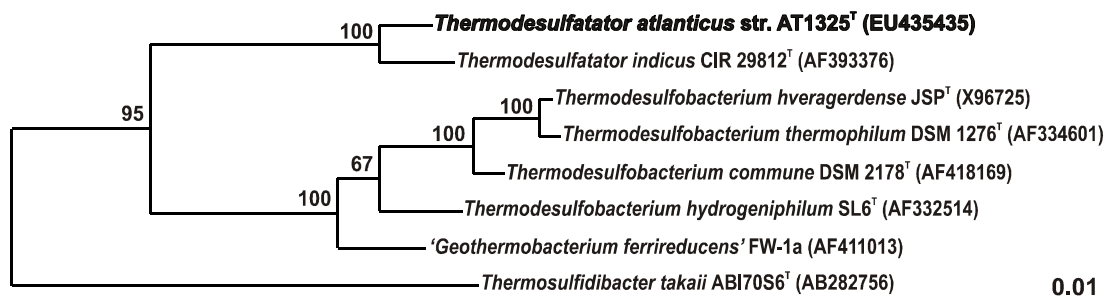 100 Thermodesulfatator atlanticus str. AT1325ᵀ (EU435435)
Thermodesulfatator indicus CIR 29812ᵀ (AF393376)
100 Thermodesulfobacterium hveragerdense JSPᵀ (X96725)
95
100 Thermodesulfobacterium thermophilum DSM 1276ᵀ (AF334601)
67 Thermodesulfobacterium commune DSM 2178ᵀ (AF418169)
100 Thermodesulfobacterium hydrogeniphilum SL6ᵀ (AF332514)
‘Geothermobacterium ferrireducens’ FW-1a (AF411013)
Thermosulfidibacter takaii ABI70S6ᵀ (AB282756) 0.01